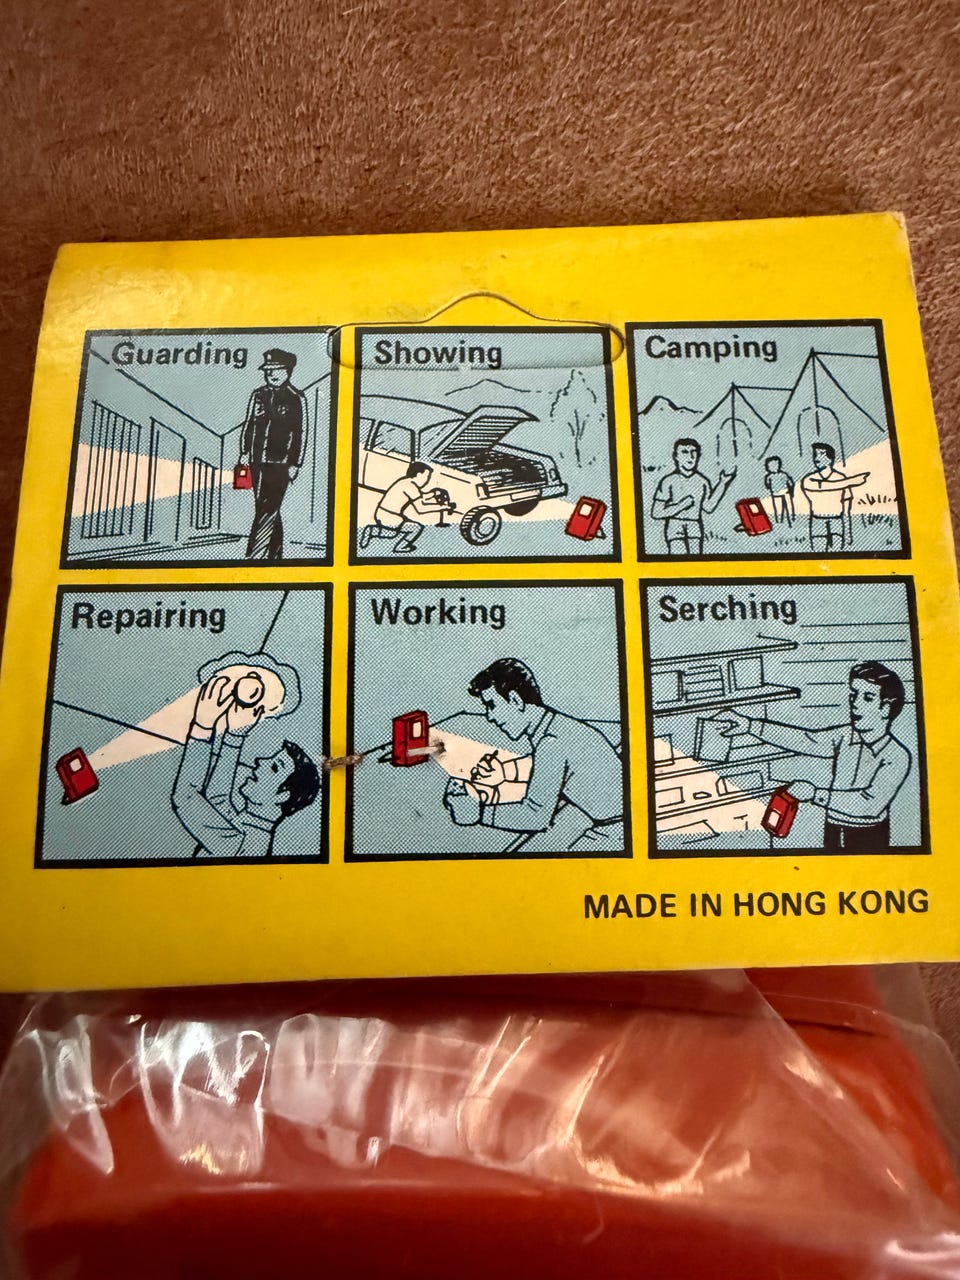 Guarding
Showing
Camping
Repairing
Working
Serching
MADE IN HONG KONG